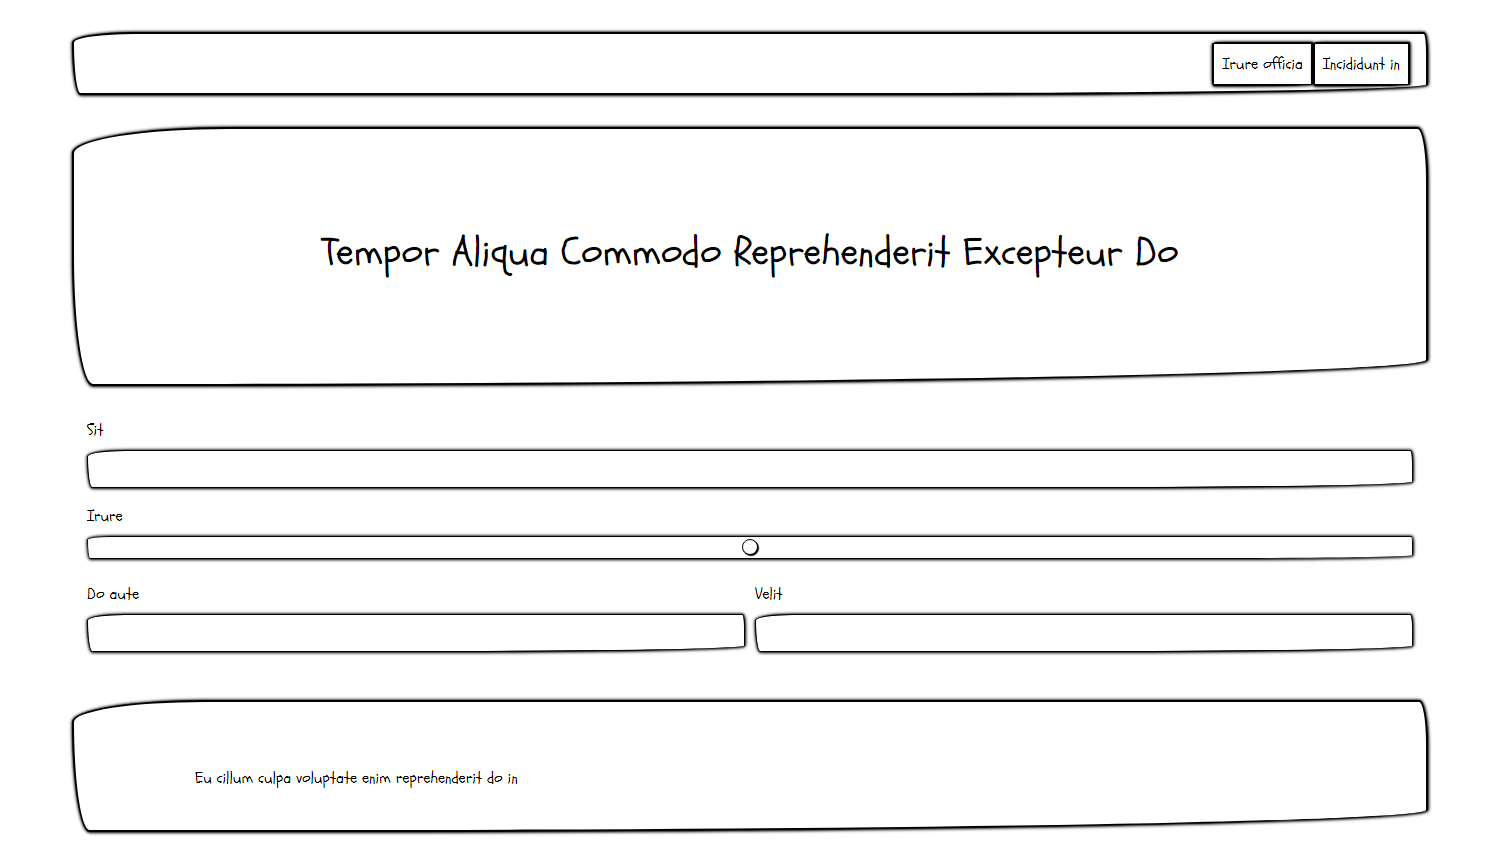 Irure officia Incididunt in
Tempor Aliqua Commodo Reprehenderit Excepteur Do
Sit
Irure
Do aute Velit
Eu cillum culpa voluptate enim reprehenderit do in